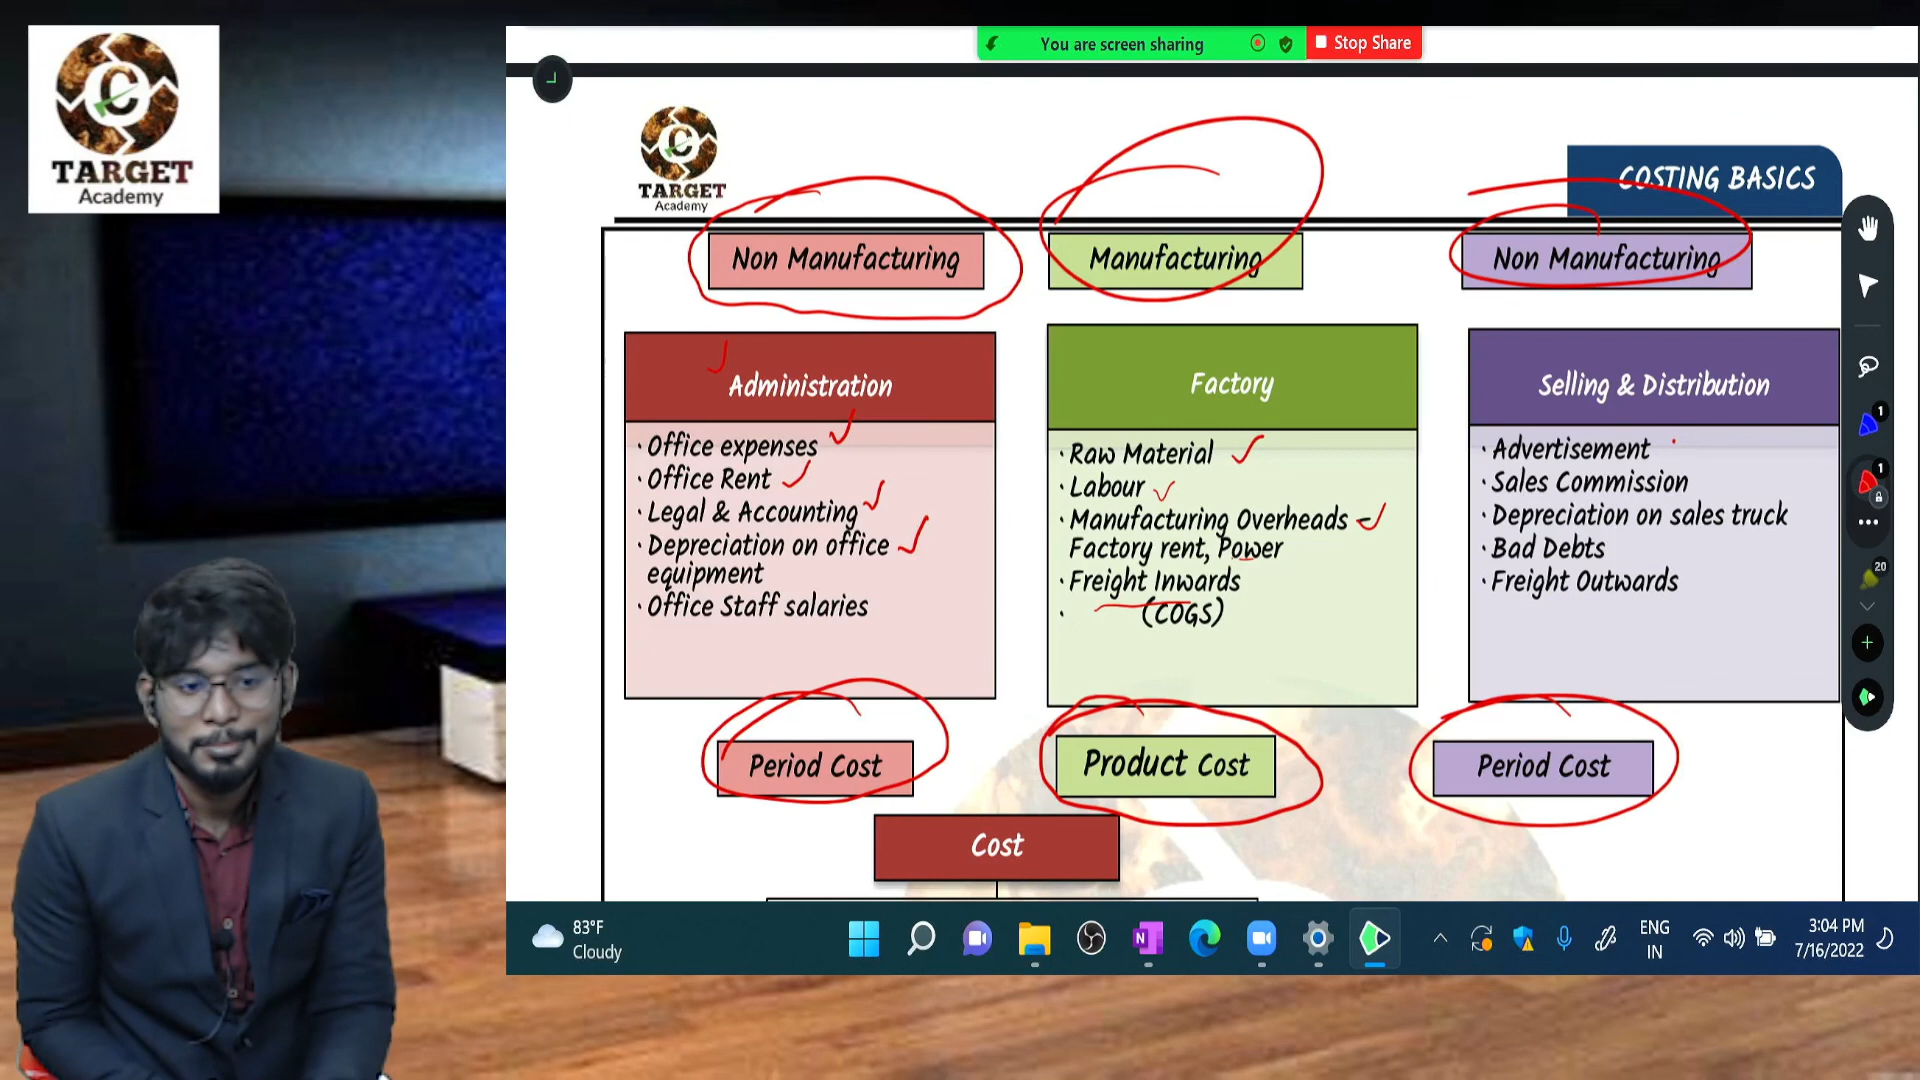 C
TARGET
Academy
You are screen sharing
Stop Share
C
TARGET
Academy
COSTING BASICS
Non Manufacturing
Manufacturing
Non Manufacturing
Administration
· Office expenses
· Office Rent
· Legal & Accounting
· Depreciation on office
equipment
· Office Staff salaries
Factory
· Raw Material
· Labour
· Manufacturing Overheads
Factory rent, Power
· Freight Inwards
· (COGS)
Selling & Distribution
· Advertisement
· Sales Commission
· Depreciation on sales truck
· Bad Debts
· Freight Outwards
Period Cost
Product Cost
Period Cost
Cost
1
1
20
83°F
Cloudy
N
ENG
IN
3:04 PM
7/16/2022